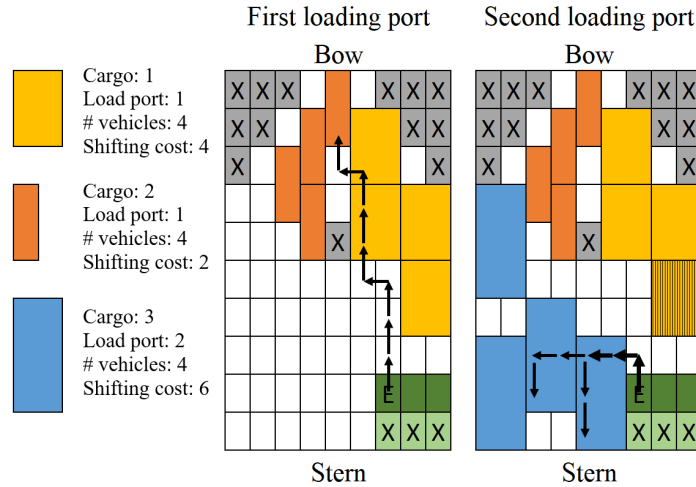 First loading port
Second loading port
Bow
Bow
Cargo: 1
Load port: 1
# vehicles: 4
Shifting cost: 4
Cargo: 2
Load port: 1
# vehicles: 4
Shifting cost: 2
Cargo: 3
Load port: 2
# vehicles: 4
Shifting cost: 6
X X X X X X
X X X X
X X
X
E
X X X
X X X X X X
X X X X
X X
X
E
X X X
Stern
Stern